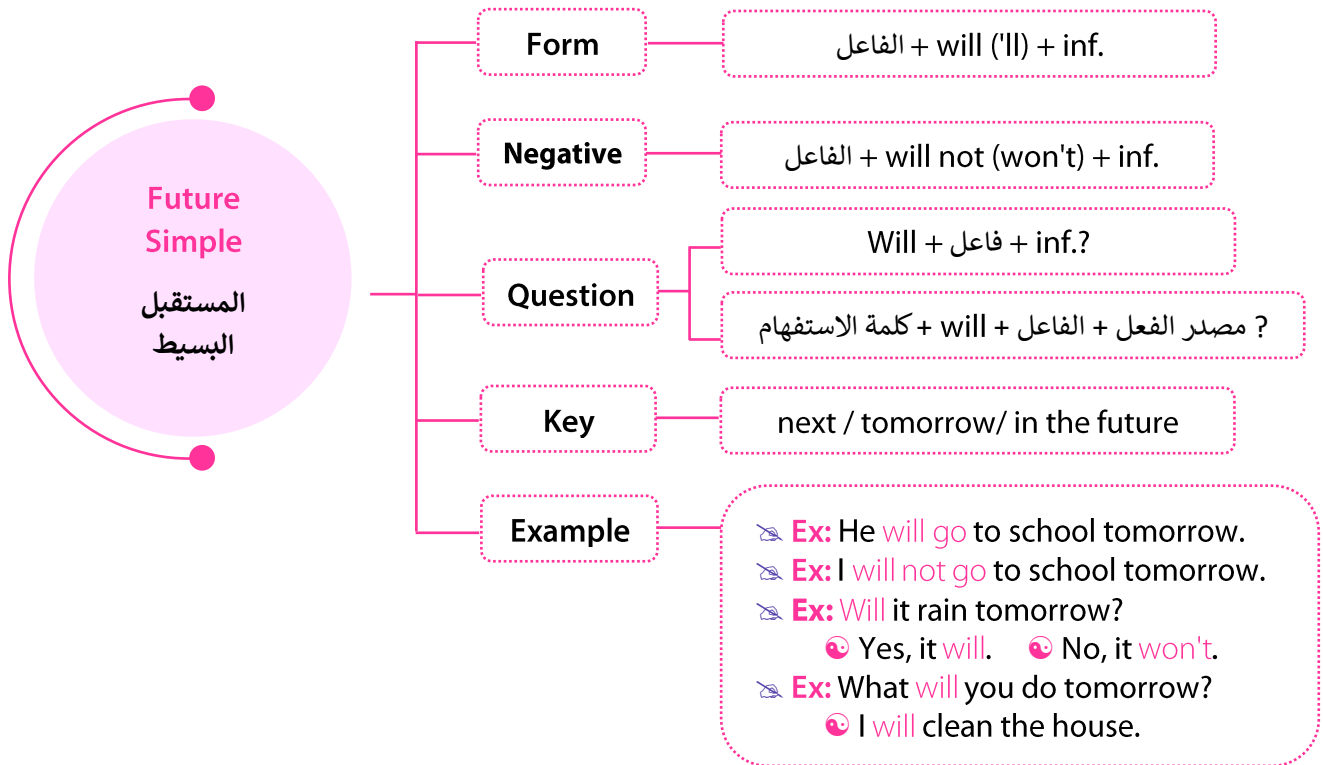 Future
Simple
المستقبل
البسيط
Form
الفاعل + will ('ll) + inf.
Negative
الفاعل + will not (won't) + inf.
Question
Will + فاعل + inf.?
كلمة الاستفهام + will + الفاعل + مصدر الفعل ?
Key
next / tomorrow/ in the future
Example
Ex: He will go to school tomorrow.
Ex: I will not go to school tomorrow.
Ex: Will it rain tomorrow?
Yes, it will. No, it won't.
Ex: What will you do tomorrow?
I will clean the house.